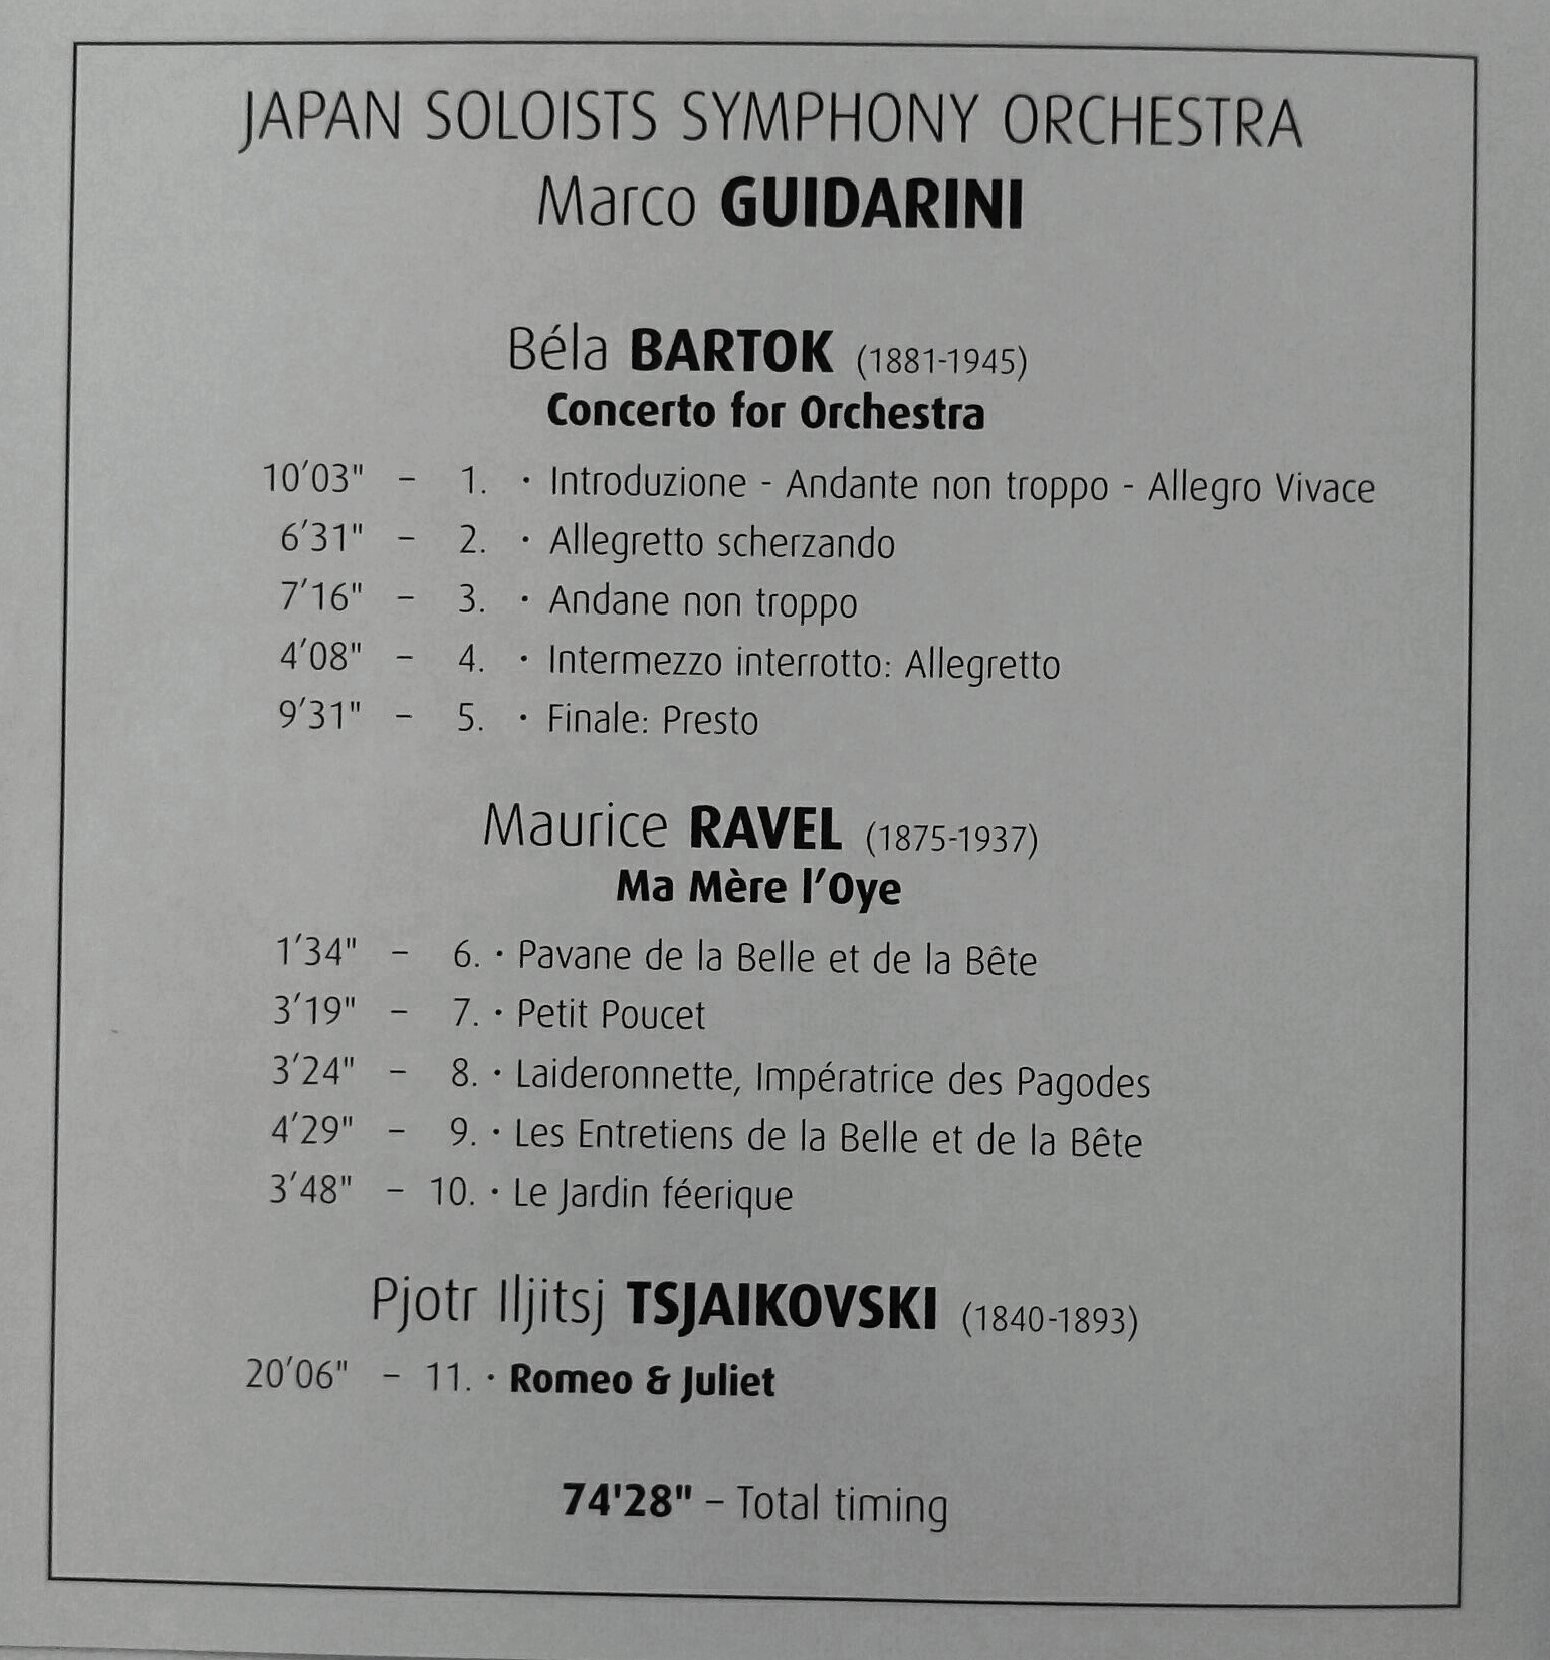 JAPAN SOLOISTS SYMPHONY ORCHESTRA
Marco GUIDARINI
Béla BARTOK (1881-1945)
Concerto for Orchestra
10'03" – 1. · Introduzione - Andante non troppo - Allegro Vivace
6'31" – 2. · Allegretto scherzando
7'16" – 3. · Andane non troppo
4'08" – 4. · Intermezzo interrotto: Allegretto
9'31" – 5. · Finale: Presto
Maurice RAVEL (1875-1937)
Ma Mère l'Oye
1'34" – 6. · Pavane de la Belle et de la Bête
3'19" – 7. · Petit Poucet
3'24" – 8. · Laideronnette, Impératrice des Pagodes
4'29" – 9. · Les Entretiens de la Belle et de la Bête
3'48" – 10. · Le Jardin féerique
Pjotr Iljitsj TSJAIKOVSKI (1840-1893)
20'06" – 11. · Romeo & Juliet
74'28" – Total timing